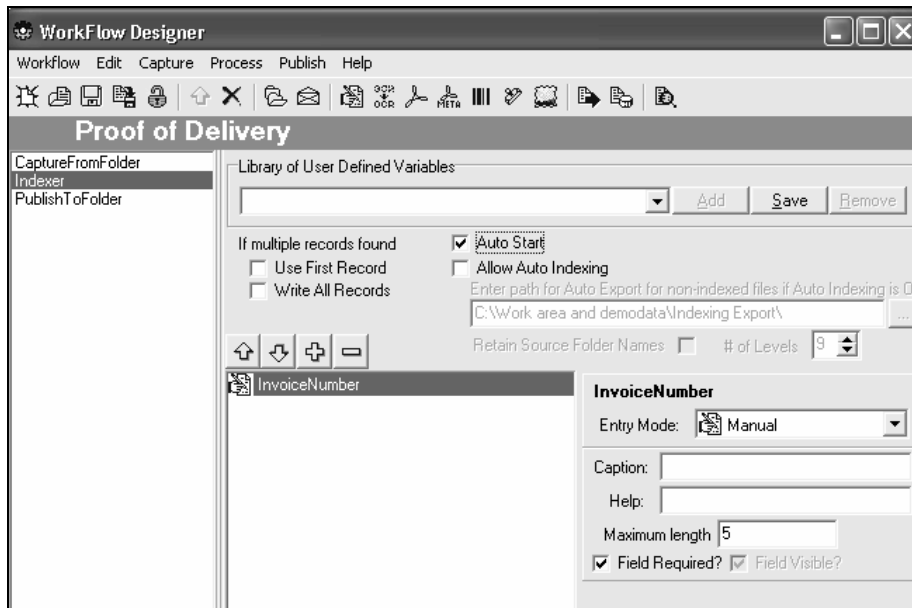 WorkFlow Designer
Workflow Edit Capture Process Publish Help
OCR OCR META
Proof of Delivery
CaptureFromFolder
Indexer
PublishToFolder
Library of User Defined Variables
Add Save Remove
If multiple records found
Use First Record
Write All Records
Auto Start
Allow Auto Indexing
Enter path for Auto Export for non-indexed files if Auto Indexing is O
C:\Work area and demodata\Indexing Export\ ...
Retain Source Folder Names # of Levels 9
InvoiceNumber
InvoiceNumber
Entry Mode: Manual
Caption:
Help:
Maximum length 5
Field Required? Field Visible?